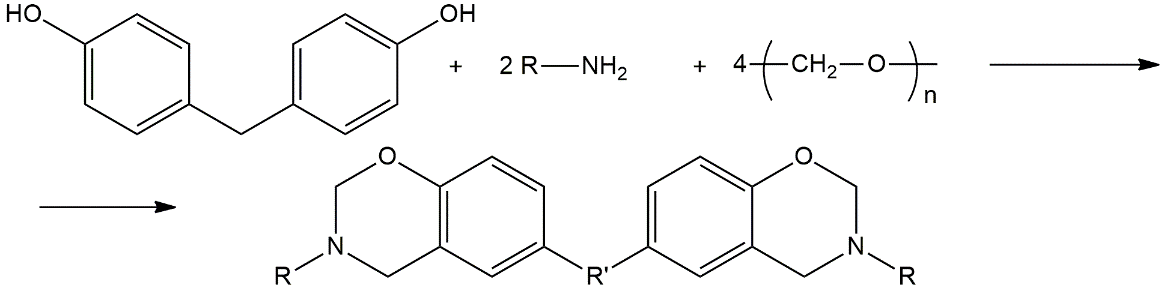 HO OH
+ 2 R—NH₂ + 4 ( CH₂ O )n
O O
N N
R R' R